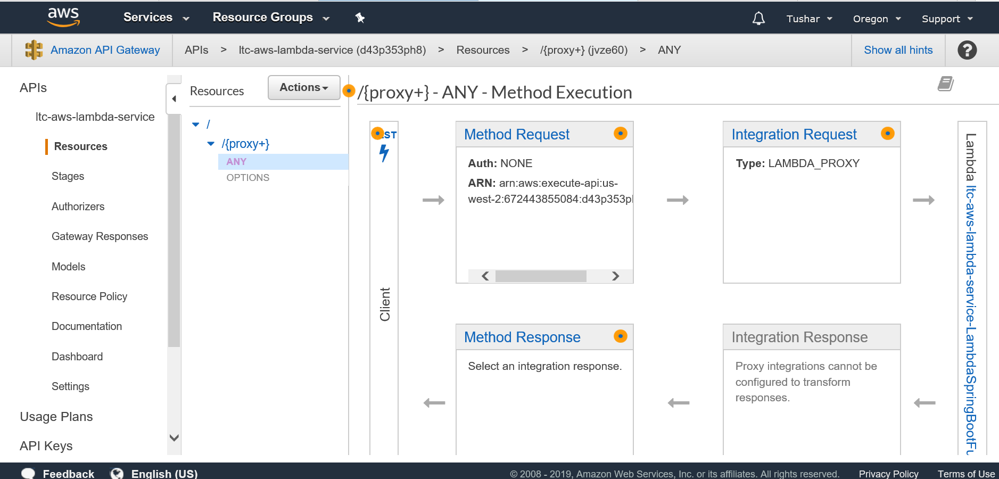 aws
Services
Resource Groups
Tushar
Oregon
Support
Amazon API Gateway
APIs > ltc-aws-lambda-service (d43p353ph8) > Resources > /{proxy+} (jvze60) > ANY
Show all hints
?
APIs
ltc-aws-lambda-service
Resources
Stages
Authorizers
Gateway Responses
Models
Resource Policy
Documentation
Dashboard
Settings
Usage Plans
API Keys
Resources
Actions
/
/{proxy+}
ANY
OPTIONS
/{proxy+} - ANY - Method Execution
Client
Method Request
Auth: NONE
ARN: arn:aws:execute-api:us-
west-2:672443855084:d43p353p
Integration Request
Type: LAMBDA_PROXY
Lambda ltc-aws-lambda-service-LambdaSpringBootFu
Method Response
Select an integration response.
Integration Response
Proxy integrations cannot be
configured to transform
responses.
Feedback
English (US)
© 2008 - 2019, Amazon Web Services, Inc. or its affiliates. All rights reserved.
Privacy Policy
Terms of Use